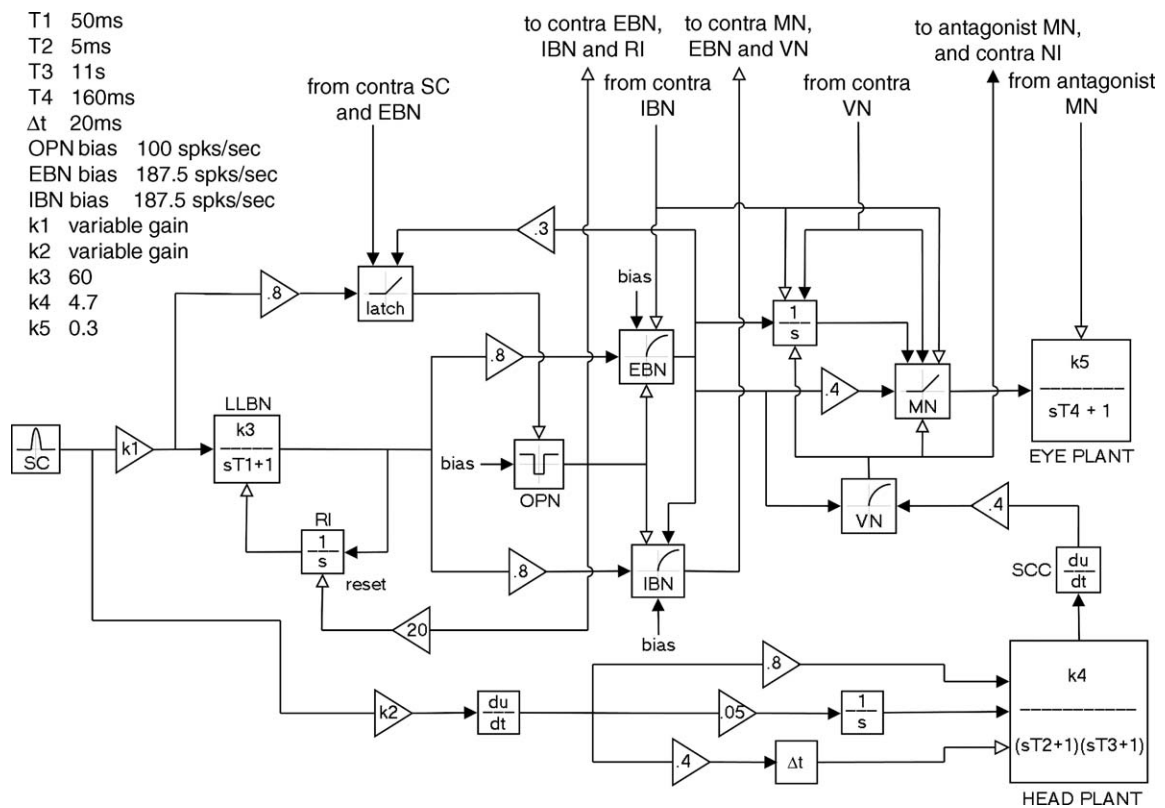 T1 50ms
T2 5ms
T3 11s
T4 160ms
Δt 20ms
OPN bias 100 spks/sec
EBN bias 187.5 spks/sec
IBN bias 187.5 spks/sec
k1 variable gain
k2 variable gain
k3 60
k4 4.7
k5 0.3
to contra EBN,
IBN and RI
to contra MN,
EBN and VN
to antagonist MN,
and contra NI
from contra SC
and EBN
from contra
IBN
from contra
VN
from antagonist
MN
.3
bias
.8
latch
1
s
.8
EBN
k5
sT4 + 1
EYE PLANT
.4
MN
LLBN
k3
sT1+1
SC
k1
bias
OPN
VN
.4
RI
1
s
reset
.8
IBN
SCC
du
dt
20
bias
.8
k4
(sT2+1)(sT3+1)
HEAD PLANT
k2
du
dt
.05
1
s
.4
Δt